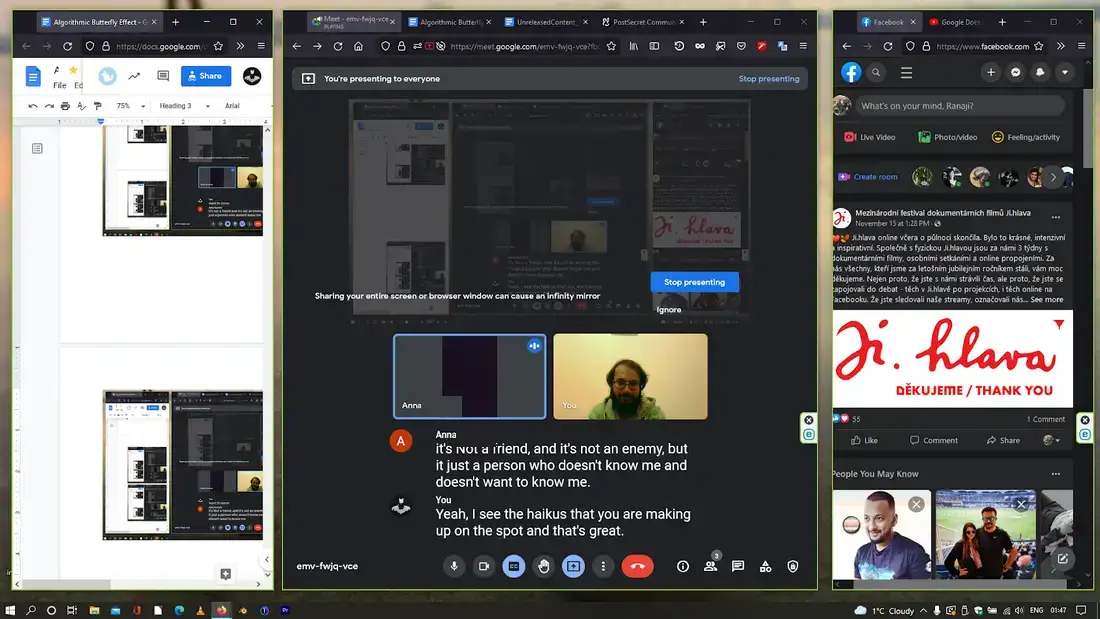 Algorithmic Butterfly Effect - G
https://docs.google.com
File
Ed
Share
75%
Heading 3
Arial
Meet - emv-fwjq-vce
PLAYING
Algorithmic Butterfl
UnreleasedContent_
PostSecret Commun
https://meet.google.com/emv-fwjq-vce?
You're presenting to everyone
Stop presenting
Sharing your entire screen or browser window can cause an infinity mirror
Stop presenting
Ignore
Anna
You
A
Anna
it's Not a friend, and it's not an enemy, but
it just a person who doesn't know me and
doesn't want to know me.
You
Yeah, I see the haikus that you are making
up on the spot and that's great.
emv-fwjq-vce
3
Facebook
Google Docs
https://www.facebook.com
What's on your mind, Ranaji?
Live Video
Photo/video
Feeling/activity
Create room
Mezinárodní festival dokumentárních filmů Ji.hlava
November 15 at 1:28 PM
Ji.hlava online včera o půlnoci skončila. Bylo to krásné, intenzivní
a inspirativní. Společně s fyzickou Ji.hlavou jsou za námi 3 týdny s
dokumentární filmy, osobními setkáními a online propojeními. Za
nás všechny, kteří jsme za letošním jubilejním ročníkem stáli, vám moc
děkujeme. Nejen proto, že jste s námi strávili čas, ale proto, že jste se
zapojovali do debat - těch v Ji.hlavě po projekcích, i těch online na
Facebooku. Že jste sledovali naše streamy, označovali nás... See more
Ji. hlava
DĚKUJEME / THANK YOU
55
1 Comment
Like
Comment
Share
People You May Know
1°C Cloudy
ENG
01:47